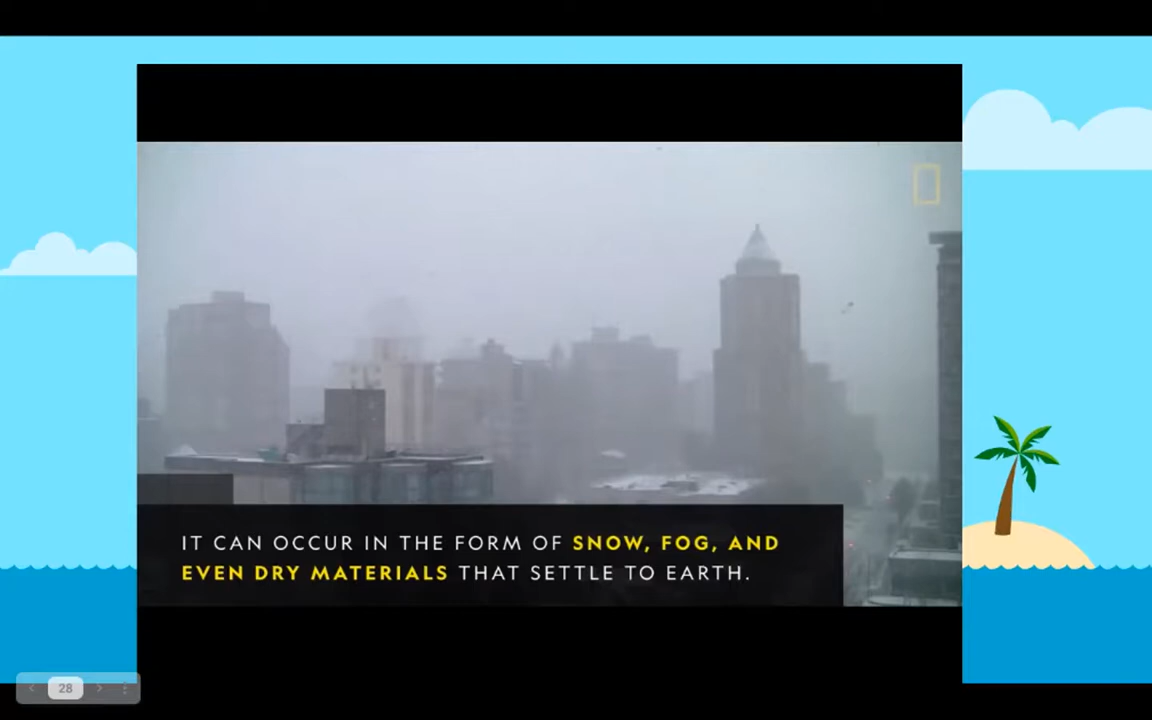 IT CAN OCCUR IN THE FORM OF SNOW, FOG, AND
EVEN DRY MATERIALS THAT SETTLE TO EARTH.
28